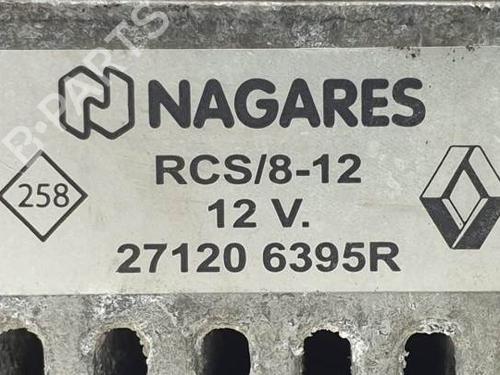 NAGARES
RCS/8-12
258
12 V.
27120 6395R
B-PARTS